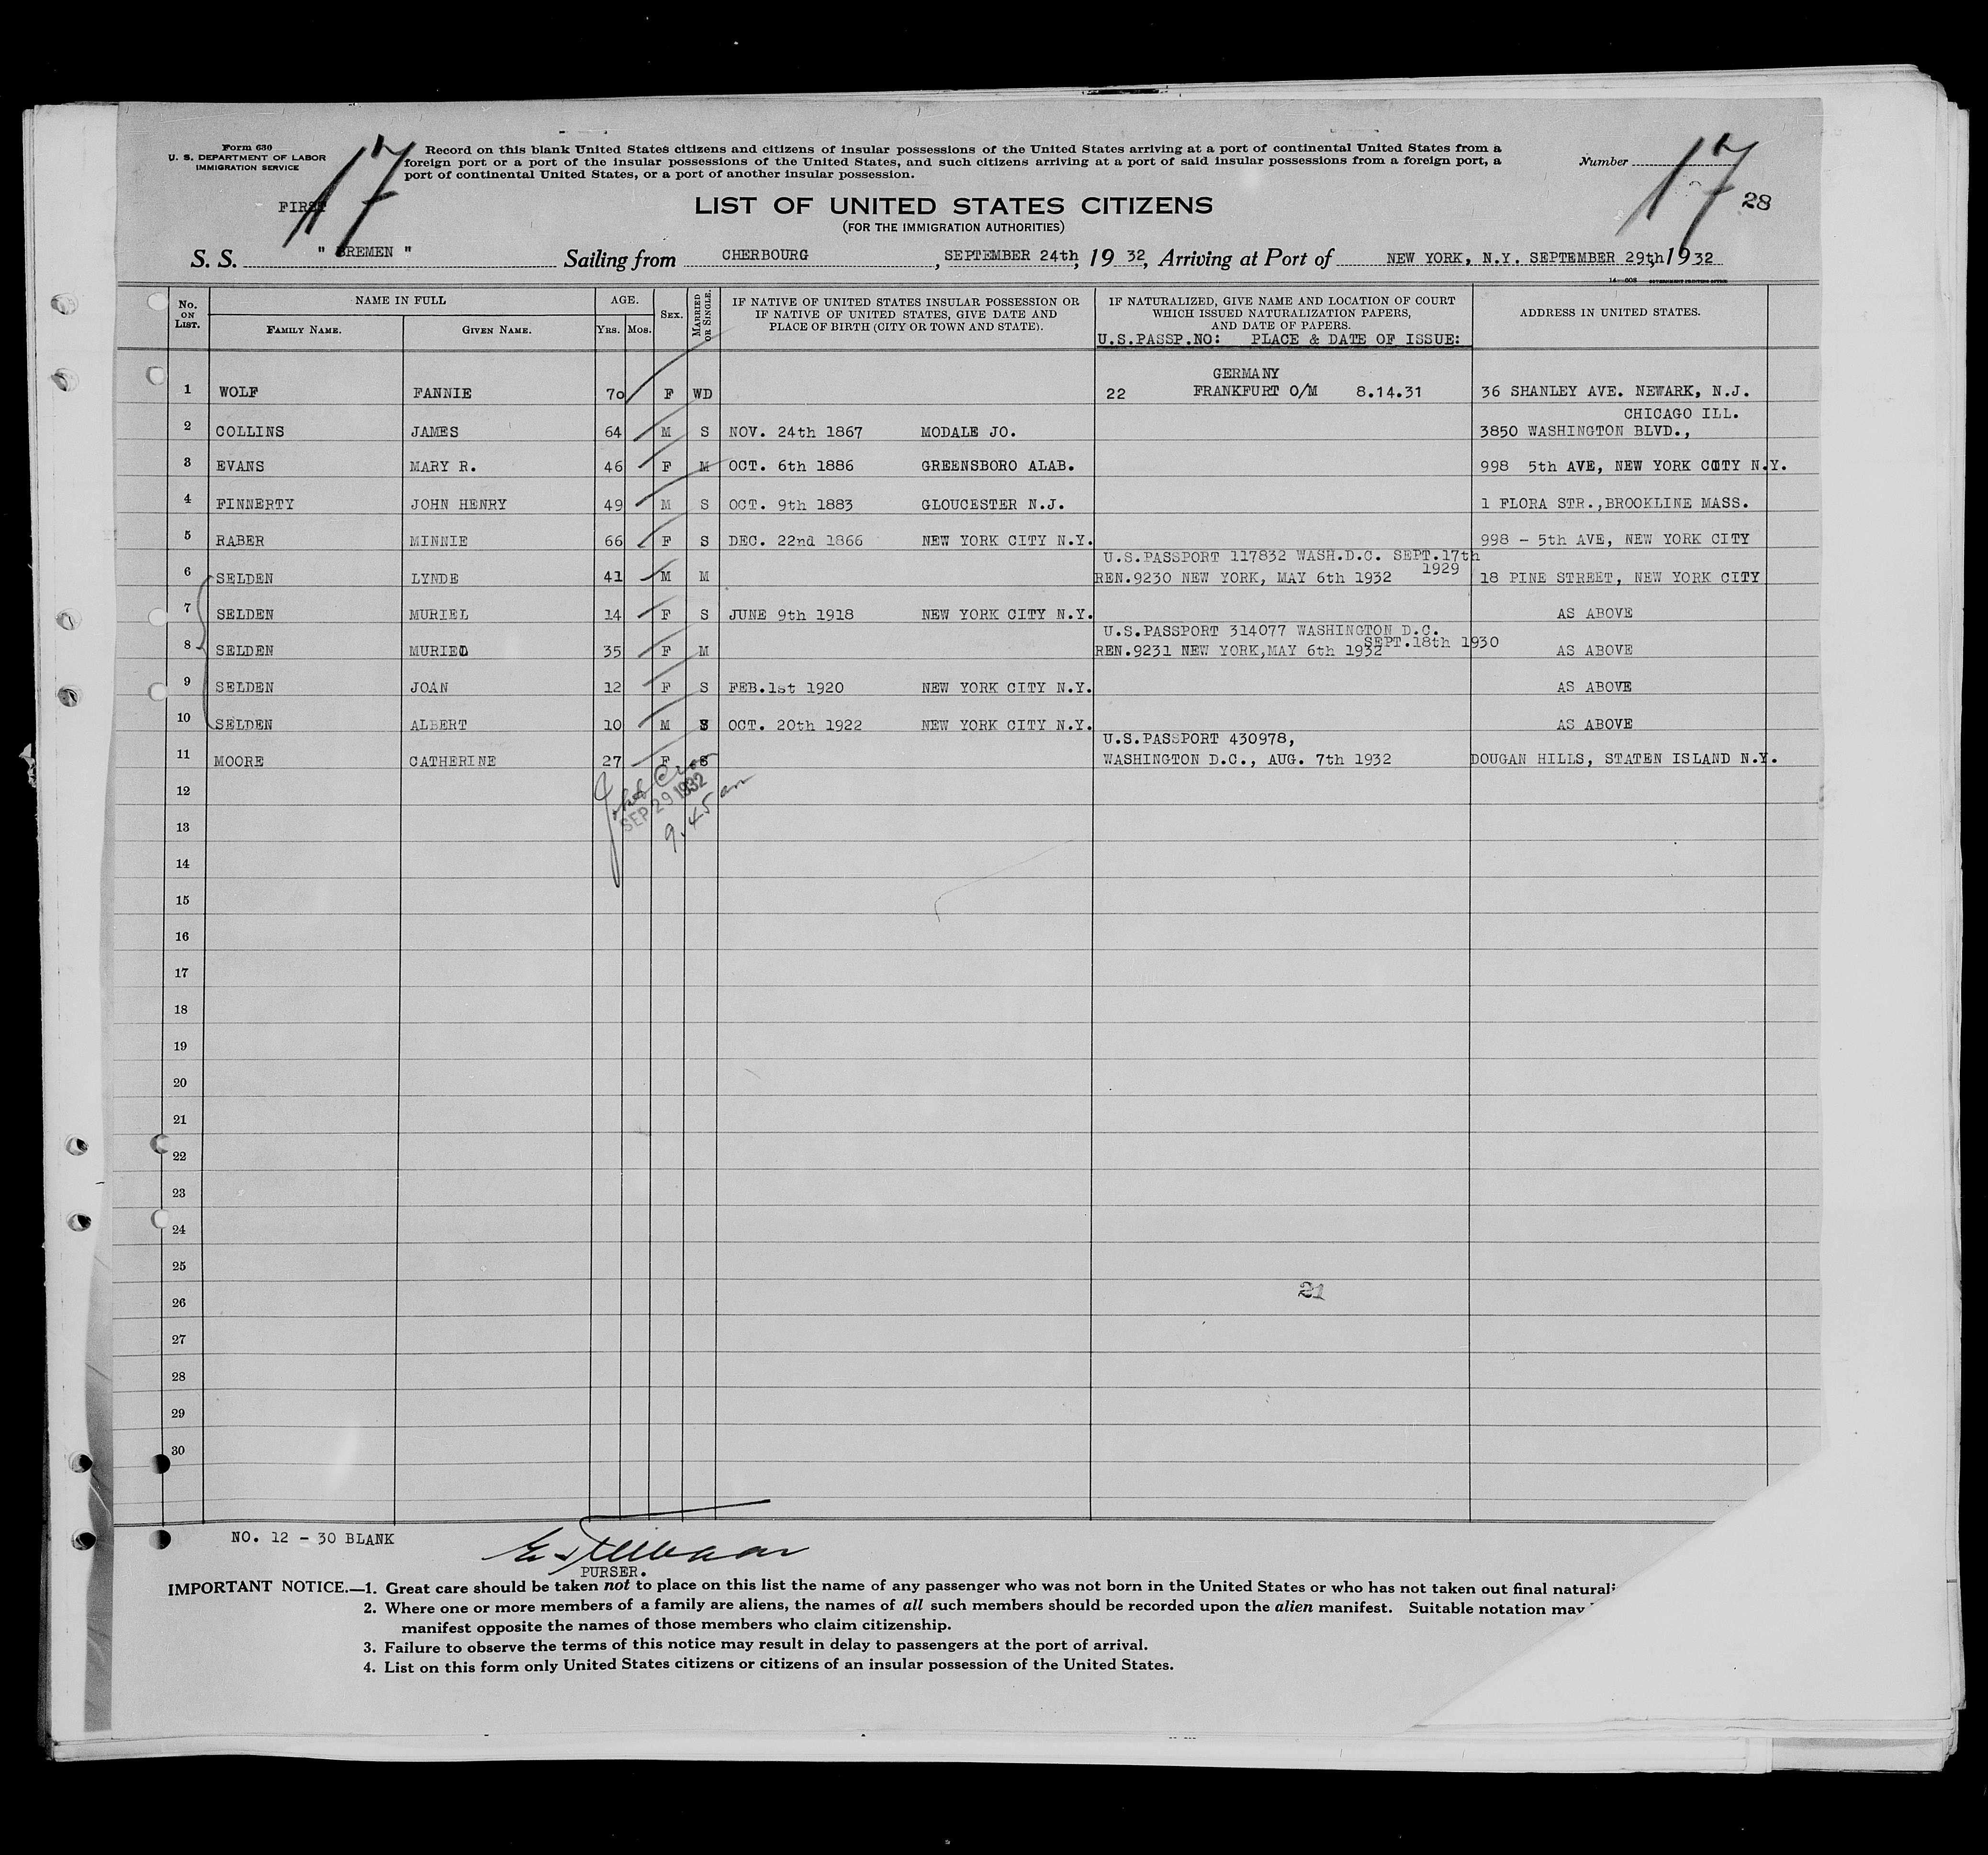 Form 630
U. S. DEPARTMENT OF LABOR
IMMIGRATION SERVICE
17
Record on this blank United States citizens and citizens of insular possessions of the United States arriving at a port of continental United States from a
foreign port or a port of the insular possessions of the United States, and such citizens arriving at a port of said insular possessions from a foreign port, a
port of continental United States, or a port of another insular possession.
Number 17
28
FIRST
LIST OF UNITED STATES CITIZENS
(FOR THE IMMIGRATION AUTHORITIES)
S. S. " BREMEN " Sailing from CHERBOURG , SEPTEMBER 24th, 19 32, Arriving at Port of NEW YORK, N.Y. SEPTEMBER 29th, 19 32
No. ON LIST. NAME IN FULL FAMILY NAME. GIVEN NAME. AGE. YRS. MOS. SEX. MARRIED OR SINGLE. IF NATIVE OF UNITED STATES INSULAR POSSESSION OR IF NATIVE OF UNITED STATES, GIVE DATE AND PLACE OF BIRTH (CITY OR TOWN AND STATE). IF NATURALIZED, GIVE NAME AND LOCATION OF COURT WHICH ISSUED NATURALIZATION PAPERS, AND DATE OF PAPERS. ADDRESS IN UNITED STATES.
U.S.PASSP.NO: PLACE & DATE OF ISSUE:
GERMANY
1 WOLF FANNIE 70 F WD 22 FRANKFURT O/M 8.14.31 36 SHANLEY AVE. NEWARK, N.J.
CHICAGO ILL.
2 COLLINS JAMES 64 M S NOV. 24th 1867 MODALE JO. 3850 WASHINGTON BLVD.,
3 EVANS MARY R. 46 F M OCT. 6th 1886 GREENSBORO ALAB. 998 5th AVE, NEW YORK CITY N.Y.
4 FINNERTY JOHN HENRY 49 M S OCT. 9th 1883 GLOUCESTER N.J. 1 FLORA STR.,BROOKLINE MASS.
5 RABER MINNIE 66 F S DEC. 22nd 1866 NEW YORK CITY N.Y. 998 - 5th AVE, NEW YORK CITY
U.S.PASSPORT 117832 WASH.D.C. SEPT.17th 1929
6 SELDEN LYNDE 41 M M REN.9230 NEW YORK, MAY 6th 1932 18 PINE STREET, NEW YORK CITY
7 SELDEN MURIEL 14 F S JUNE 9th 1918 NEW YORK CITY N.Y. AS ABOVE
U.S.PASSPORT 314077 WASHINGTON D.C. SEPT.18th 1930
8 SELDEN MURIEL 35 F M REN.9231 NEW YORK,MAY 6th 1932 AS ABOVE
9 SELDEN JOAN 12 F S FEB.1st 1920 NEW YORK CITY N.Y. AS ABOVE
10 SELDEN ALBERT 10 M S OCT. 20th 1922 NEW YORK CITY N.Y. AS ABOVE
U.S.PASSPORT 430978,
11 MOORE CATHERINE 27 F S WASHINGTON D.C., AUG. 7th 1932 DOUGAN HILLS, STATEN ISLAND N.Y.
12
SEP 29 1932
9.45 am
13
14
15
16
17
18
19
20
21
22
23
24
25
21
26
27
28
29
30
NO. 12 - 30 BLANK
PURSER.
IMPORTANT NOTICE.—1. Great care should be taken not to place on this list the name of any passenger who was not born in the United States or who has not taken out final
2. Where one or more members of a family are aliens, the names of all such members should be recorded upon the alien manifest. Suitable notation may
manifest opposite the names of those members who claim citizenship.
3. Failure to observe the terms of this notice may result in delay to passengers at the port of arrival.
4. List on this form only United States citizens or citizens of an insular possession of the United States.